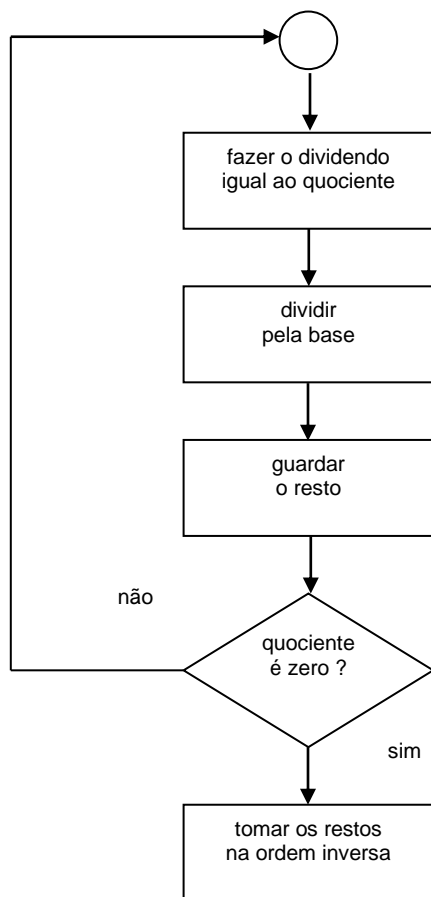 fazer o dividendo
igual ao quociente
dividir
pela base
guardar
o resto
não
quociente
é zero ?
sim
tomar os restos
na ordem inversa